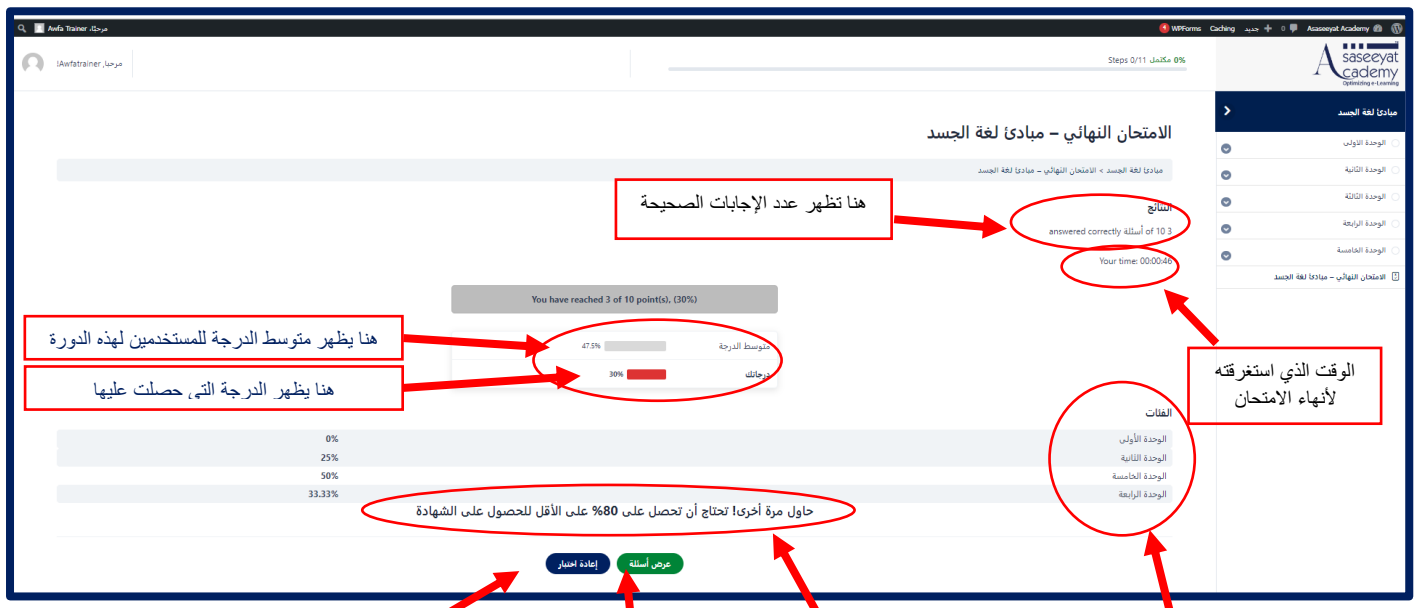 Asaseeyat Academy 0 + جديد Caching WPForms 5 مرحبًا، Awfa Trainer
saseeyat
Academy
Optimizing e-Learning
0% مكتمل 0/11 Steps
مرحبا, Awfatrainer!
مبادئ لغة الجسد
الوحدة الاولى
الوحدة الثانية
الوحدة الثالثة
الوحدة الرابعة
الوحدة الخامسة
الامتحان النهائي – مبادئ لغة الجسد
الامتحان النهائي – مبادئ لغة الجسد
مبادئ لغة الجسد > الامتحان النهائي – مبادئ لغة الجسد
النتائج
3 of 10 أسئلة answered correctly
Your time: 00:00:46
هنا تظهر عدد الإجابات الصحيحة
You have reached 3 of 10 point(s), (30%)
متوسط الدرجة 47.5%
درجاتك 30%
هنا يظهر متوسط الدرجة للمستخدمين لهذه الدورة
هنا يظهر الدرجة التي حصلت عليها
الوقت الذي استغرقته
لأنهاء الامتحان
الفئات
الوحدة الأولى 0%
الوحدة الثانية 25%
الوحدة الخامسة 50%
الوحدة الرابعة 33.33%
حاول مرة أخرى! تحتاج أن تحصل على 80% على الأقل للحصول على الشهادة
عرض أسئلة إعادة اختبار